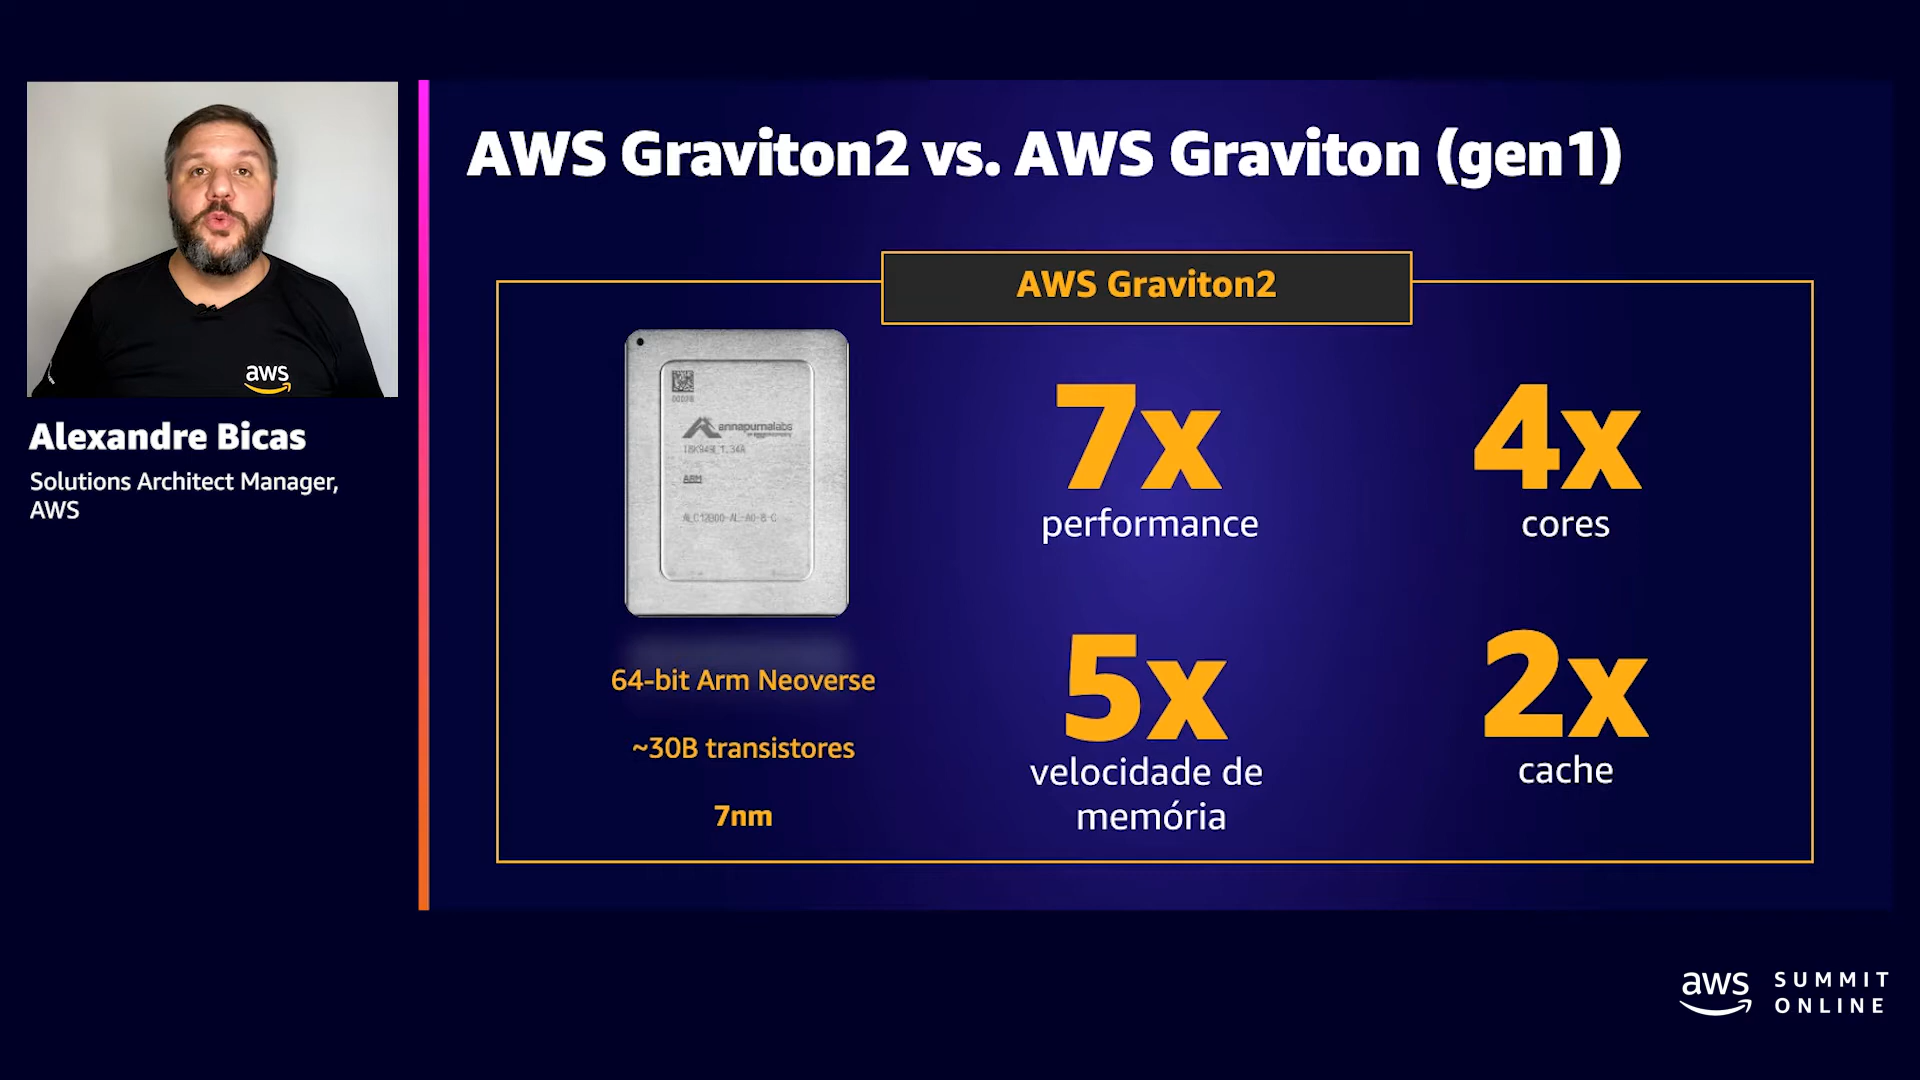 AWS Graviton2 vs. AWS Graviton (gen1)
aws
Alexandre Bicas
Solutions Architect Manager,
AWS
AWS Graviton2
annapurnalabs
ARM
64-bit Arm Neoverse
~30B transistores
7nm
7x
performance
4x
cores
5x
velocidade de
memória
2x
cache
aws SUMMIT
ONLINE